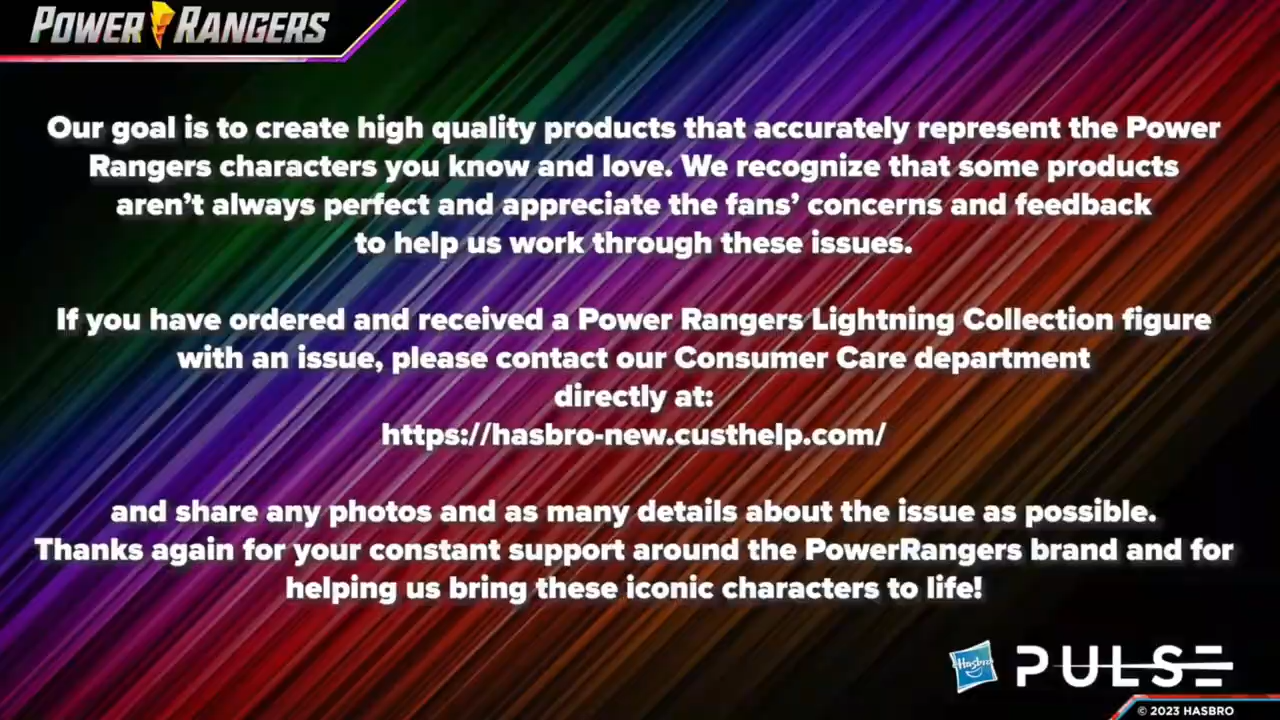 POWER RANGERS
Our goal is to create high quality products that accurately represent the Power
Rangers characters you know and love. We recognize that some products
aren’t always perfect and appreciate the fans’ concerns and feedback
to help us work through these issues.
If you have ordered and received a Power Rangers Lightning Collection figure
with an issue, please contact our Consumer Care department
directly at:
https://hasbro-new.custhelp.com/
and share any photos and as many details about the issue as possible.
Thanks again for your constant support around the PowerRangers brand and for
helping us bring these iconic characters to life!
Hasbro PULSE
© 2023 HASBRO